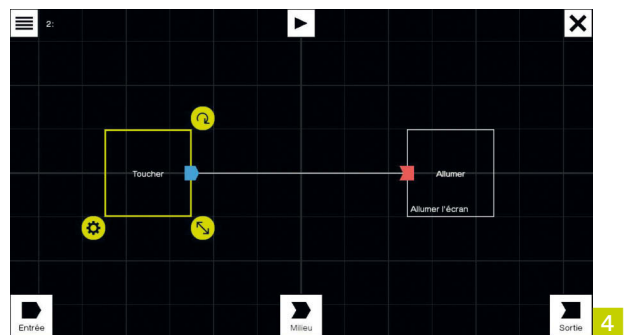 2:
Toucher
Allumer
Allumer l'écran
Entrée
Milieu
Sortie
4